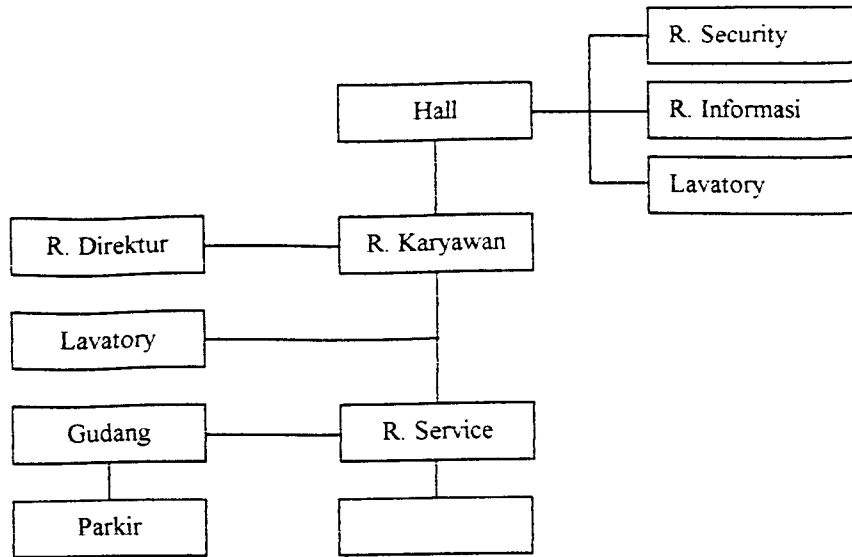 R. Security
Hall
R. Informasi
Lavatory
R. Direktur
R. Karyawan
Lavatory
Gudang
R. Service
Parkir